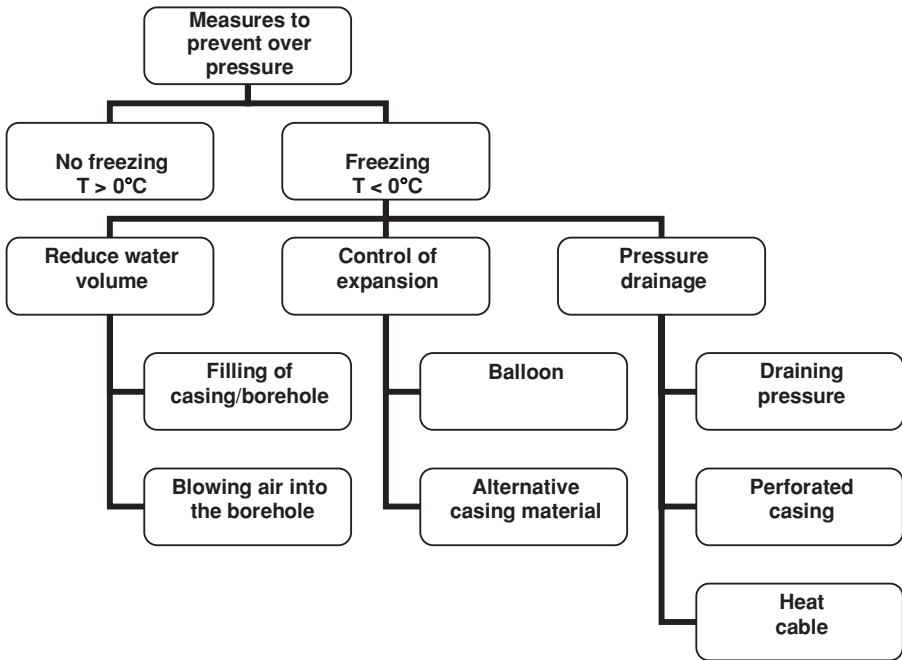 Measures to
prevent over
pressure
No freezing
T > 0°C
Freezing
T < 0°C
Reduce water
volume
Control of
expansion
Pressure
drainage
Filling of
casing/borehole
Balloon
Draining
pressure
Blowing air into
the borehole
Alternative
casing material
Perforated
casing
Heat
cable